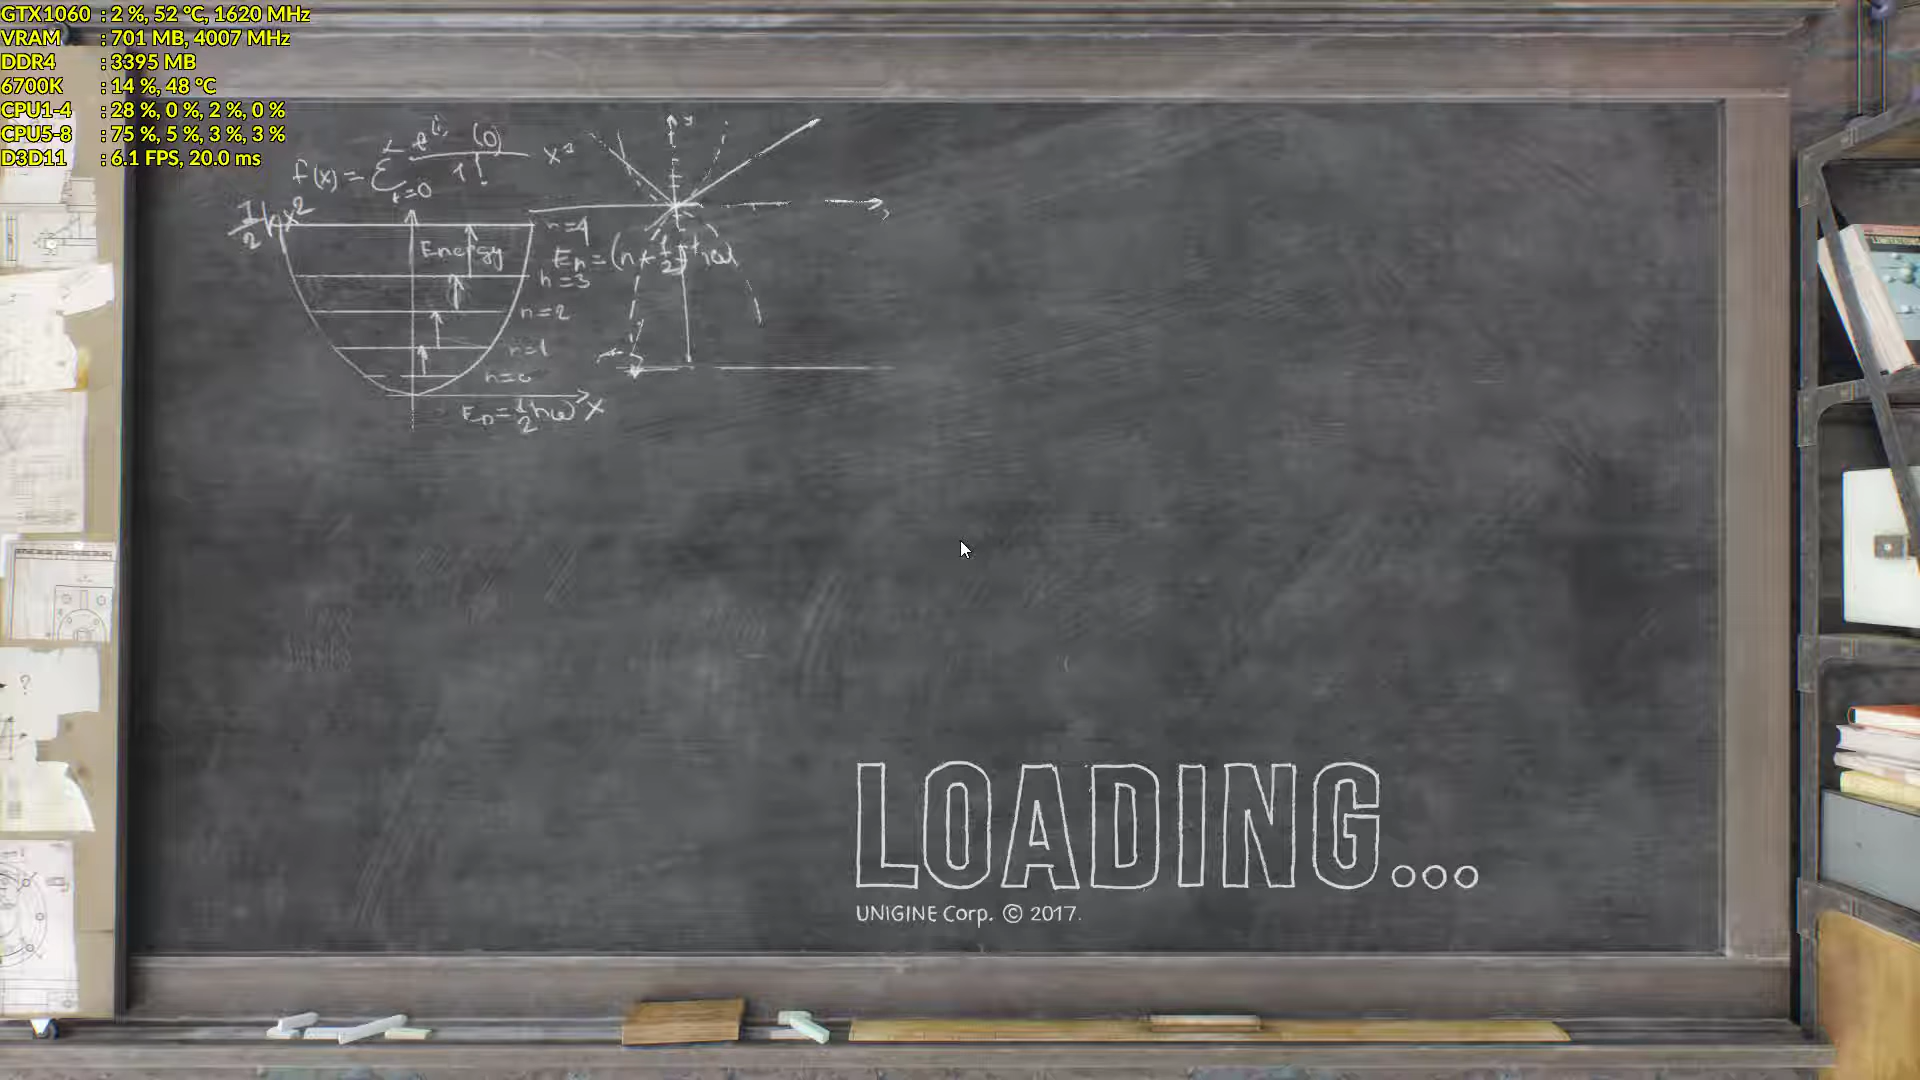 GTX1060 : 2 %, 52 °C, 1620 MHz
VRAM : 701 MB, 4007 MHz
DDR4 : 3395 MB
6700K : 14 %, 48 °C
CPU1-4 : 28 %, 0 %, 2 %, 0 %
CPU5-8 : 75 %, 5 %, 3 %, 3 %
D3D11 : 6.1 FPS, 20.0 ms
f(x) = Σ
Energy
n=4
n=3
n=2
n=1
X
LOADING...
UNIGINE Corp. © 2017.
?